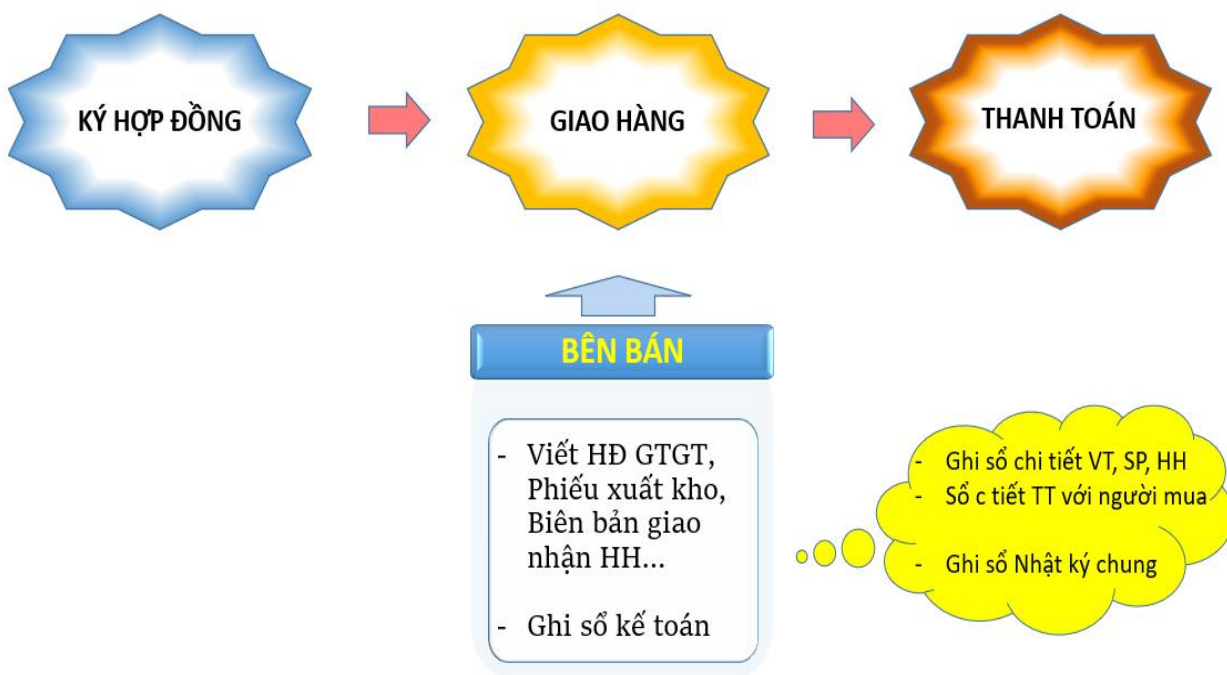 KÝ HỢP ĐỒNG
GIAO HÀNG
THANH TOÁN
BÊN BÁN
- Viết HĐ GTGT,
Phiếu xuất kho,
Biên bản giao
nhận HH...
- Ghi sổ kế toán
- Ghi sổ chi tiết VT, SP, HH
- Sổ c tiết TT với người mua
- Ghi sổ Nhật ký chung